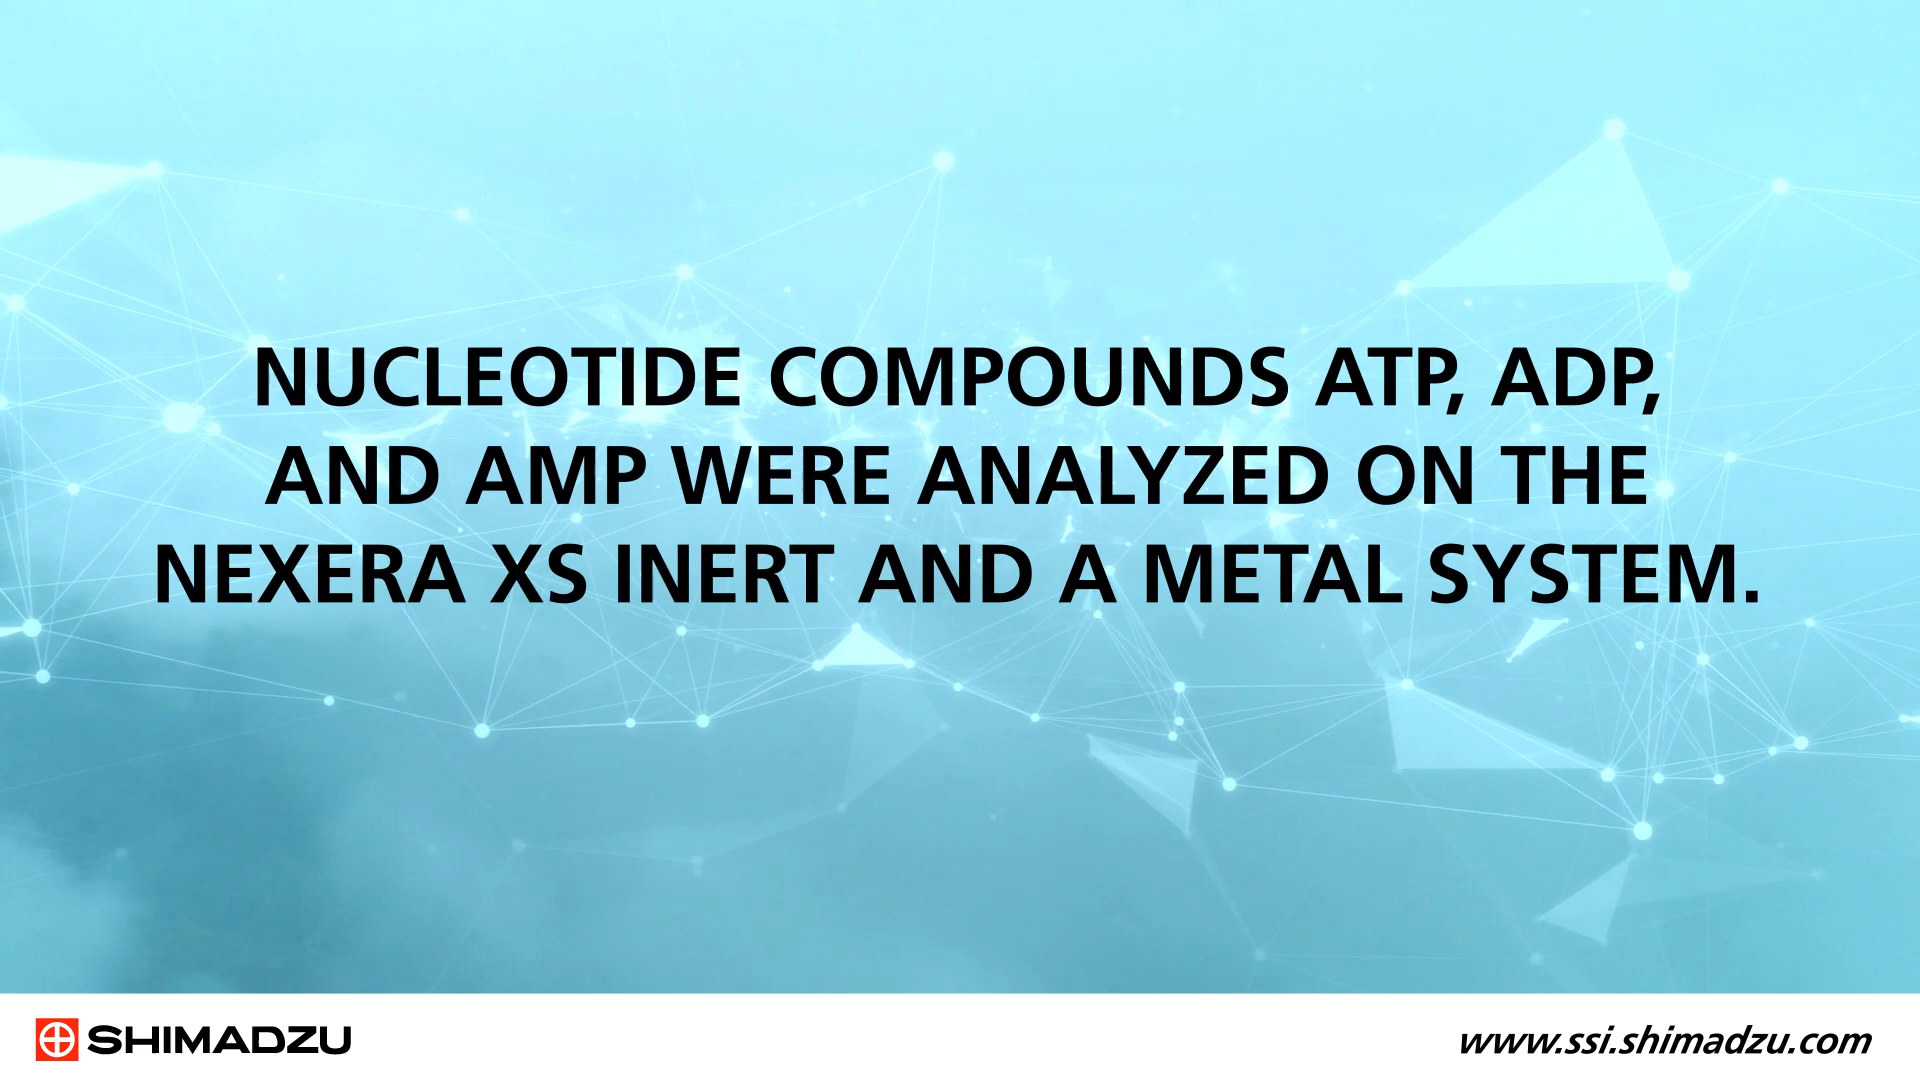 NUCLEOTIDE COMPOUNDS ATP, ADP,
AND AMP WERE ANALYZED ON THE
NEXERA XS INERT AND A METAL SYSTEM.
SHIMADZU
www.ssi.shimadzu.com